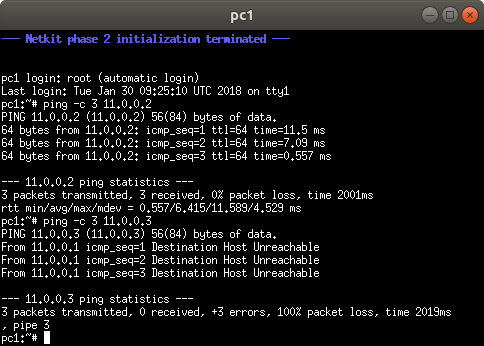 pc1
--- Netkit phase 2 initialization terminated ---
pc1 login: root (automatic login)
Last login: Tue Jan 30 09:25:10 UTC 2018 on tty1
pc1:~# ping -c 3 11.0.0.2
PING 11.0.0.2 (11.0.0.2) 56(84) bytes of data.
64 bytes from 11.0.0.2: icmp_seq=1 ttl=64 time=11.5 ms
64 bytes from 11.0.0.2: icmp_seq=2 ttl=64 time=7.09 ms
64 bytes from 11.0.0.2: icmp_seq=3 ttl=64 time=0.557 ms
--- 11.0.0.2 ping statistics ---
3 packets transmitted, 3 received, 0% packet loss, time 2001ms
rtt min/avg/max/mdev = 0.557/6.415/11.589/4.529 ms
pc1:~# ping -c 3 11.0.0.3
PING 11.0.0.3 (11.0.0.3) 56(84) bytes of data.
From 11.0.0.1 icmp_seq=1 Destination Host Unreachable
From 11.0.0.1 icmp_seq=2 Destination Host Unreachable
From 11.0.0.1 icmp_seq=3 Destination Host Unreachable
--- 11.0.0.3 ping statistics ---
3 packets transmitted, 0 received, +3 errors, 100% packet loss, time 2019ms
, pipe 3
pc1:~#